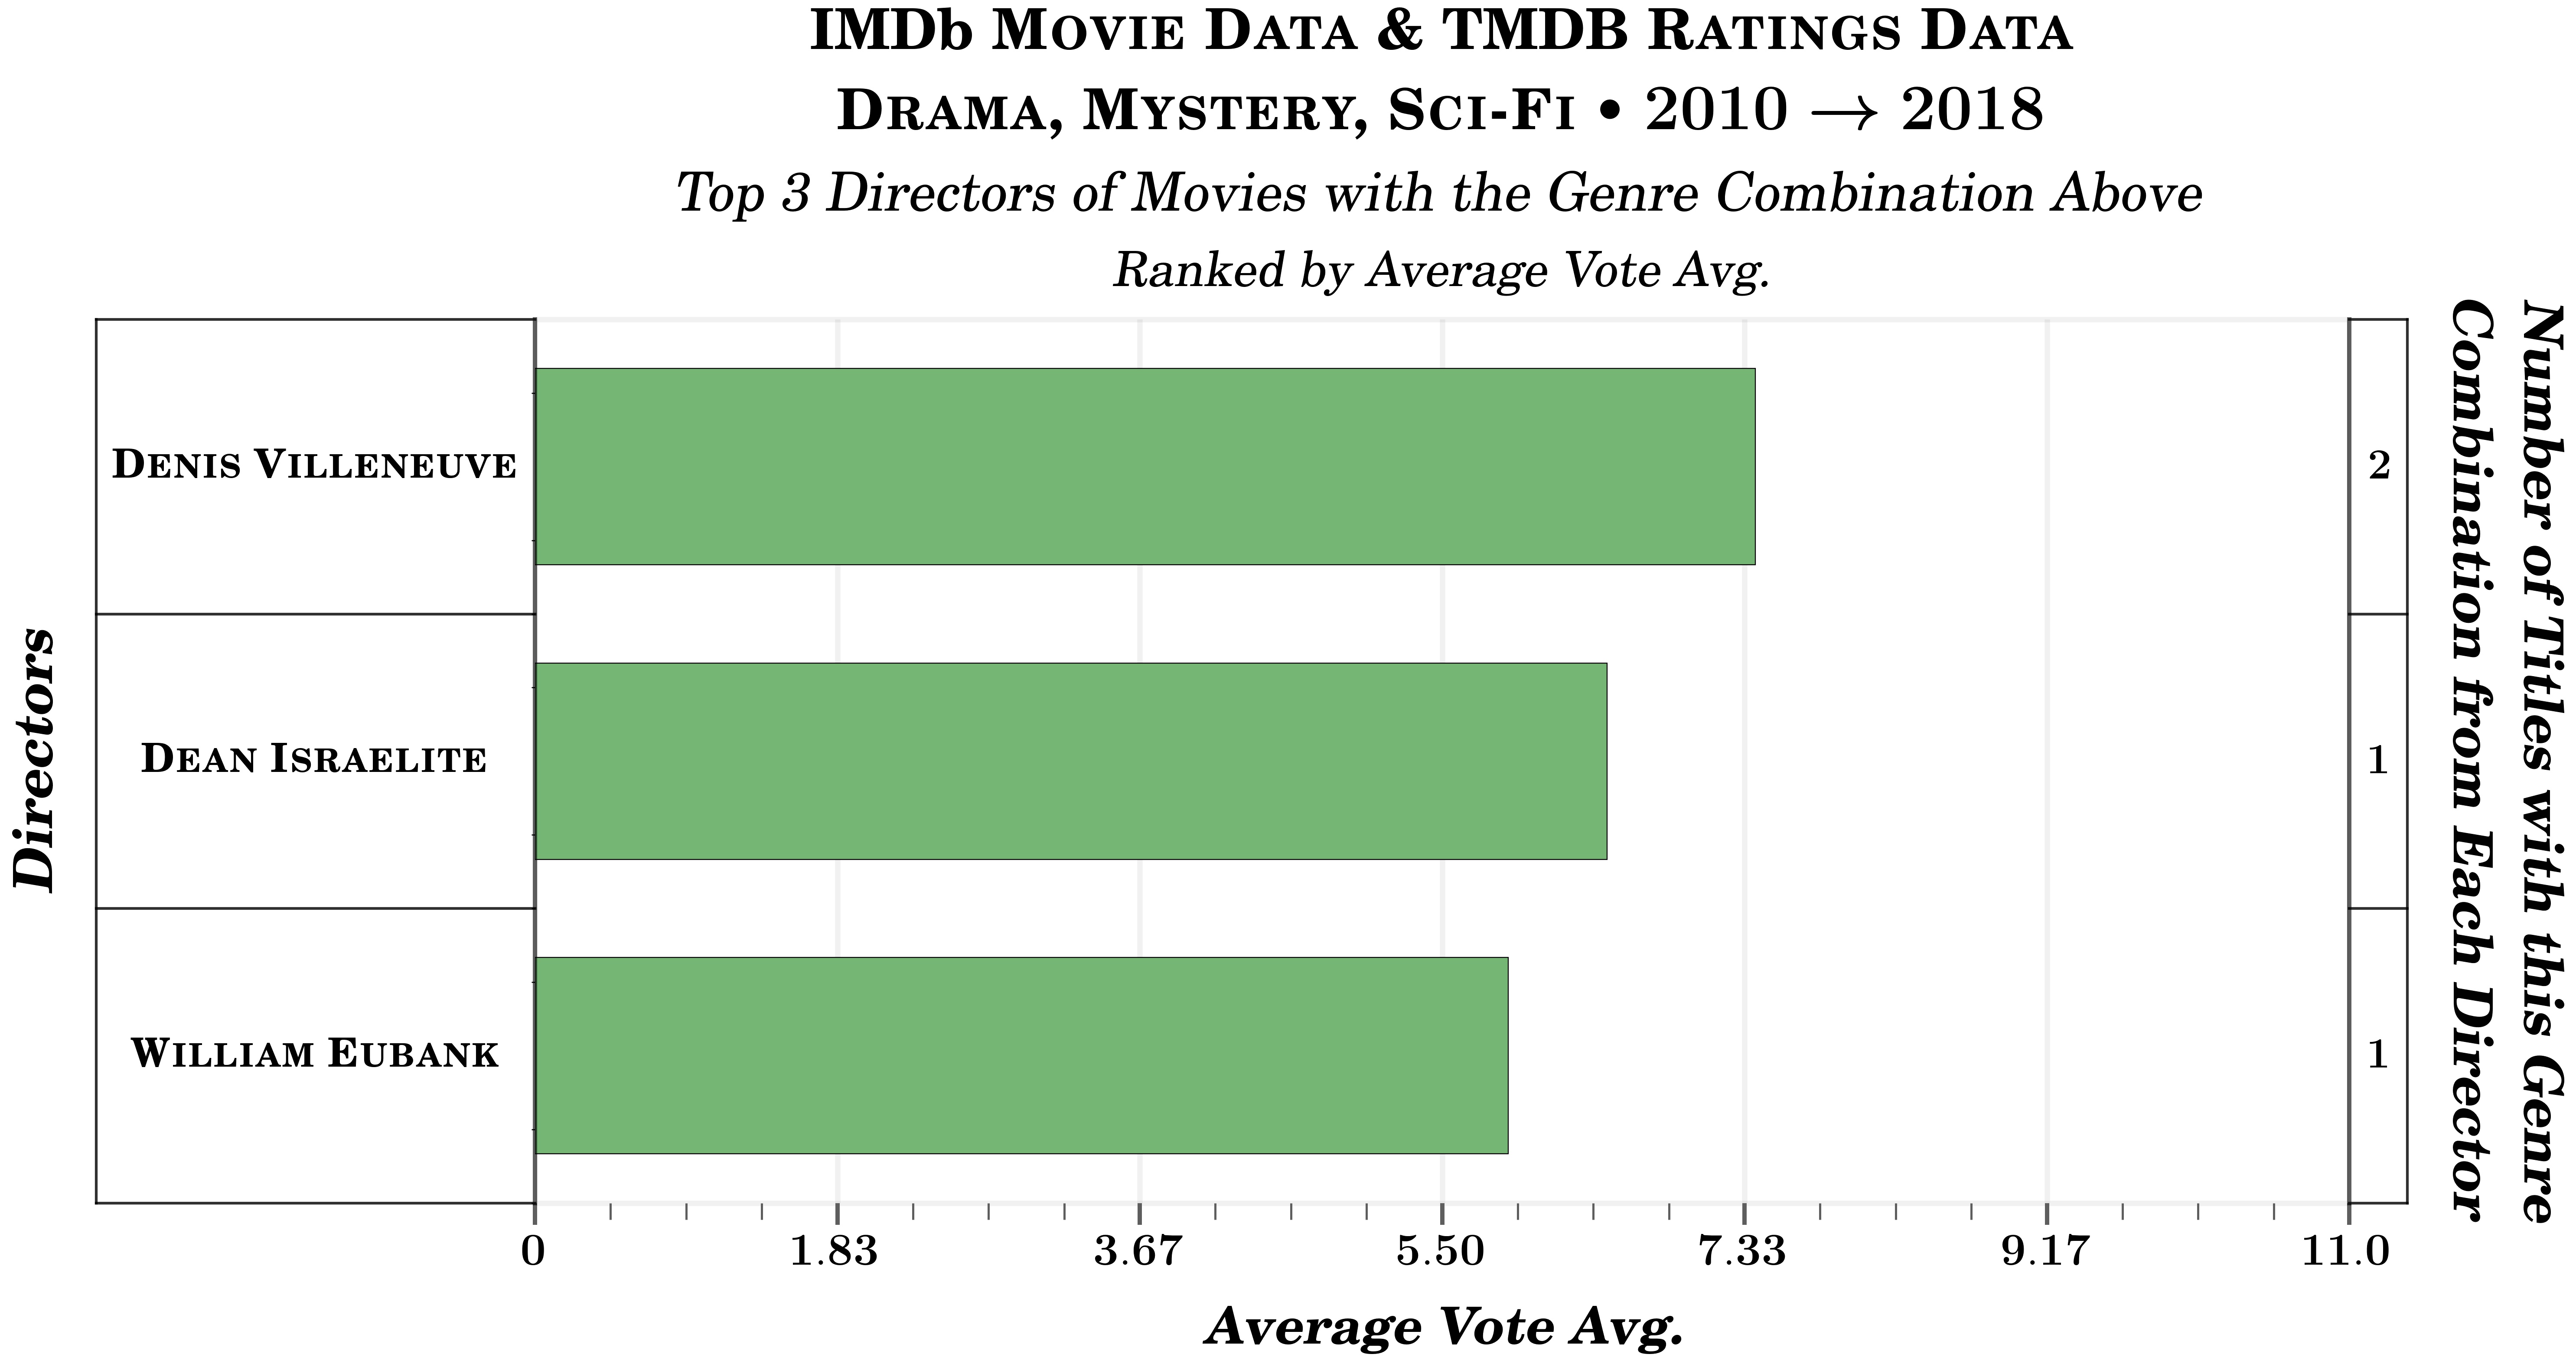 IMDb Movie Data & TMDB Ratings Data
Drama, Mystery, Sci-Fi • 2010 → 2018
Top 3 Directors of Movies with the Genre Combination Above
Ranked by Average Vote Avg.
Directors
Denis Villeneuve
2
Dean Israelite
1
William Eubank
1
Number of Titles with this Genre
Combination from Each Director
0 1.83 3.67 5.50 7.33 9.17 11.0
Average Vote Avg.